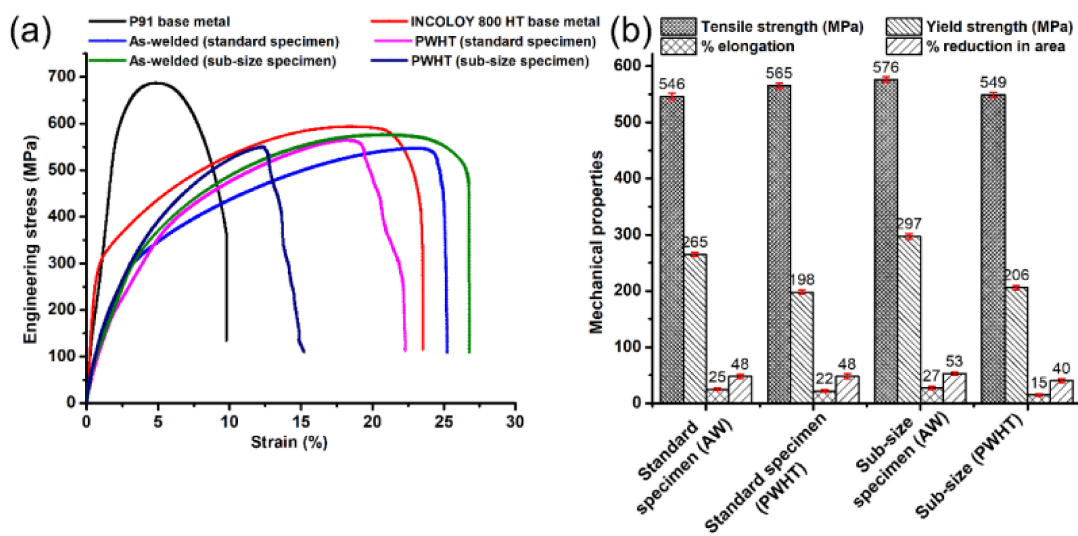 (a)
P91 base metal
INCOLOY 800 HT base metal
As-welded (standard specimen)
PWHT (standard specimen)
As-welded (sub-size specimen)
PWHT (sub-size specimen)
Engineering stress (MPa)
700
600
500
400
300
200
100
0
0 5 10 15 20 25 30
Strain (%)
(b)
Tensile strength (MPa)
Yield strength (MPa)
% elongation
% reduction in area
Mechanical properties
600
500
400
300
200
100
0
546 265 25 48
565 198 22 48
576 297 27 53
549 206 15 40
Standard
specimen (AW)
Standard specimen
(PWHT)
Sub-size
specimen (AW)
Sub-size (PWHT)